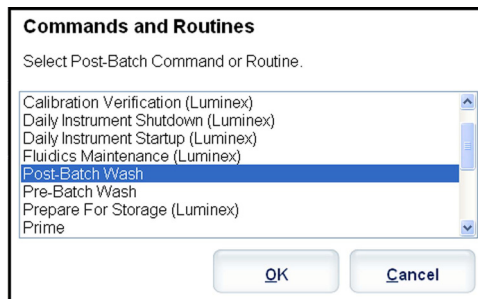 Commands and Routines
Select Post-Batch Command or Routine.
Calibration Verification (Luminex)
Daily Instrument Shutdown (Luminex)
Daily Instrument Startup (Luminex)
Fluidics Maintenance (Luminex)
Post-Batch Wash
Pre-Batch Wash
Prepare For Storage (Luminex)
Prime
OK
Cancel